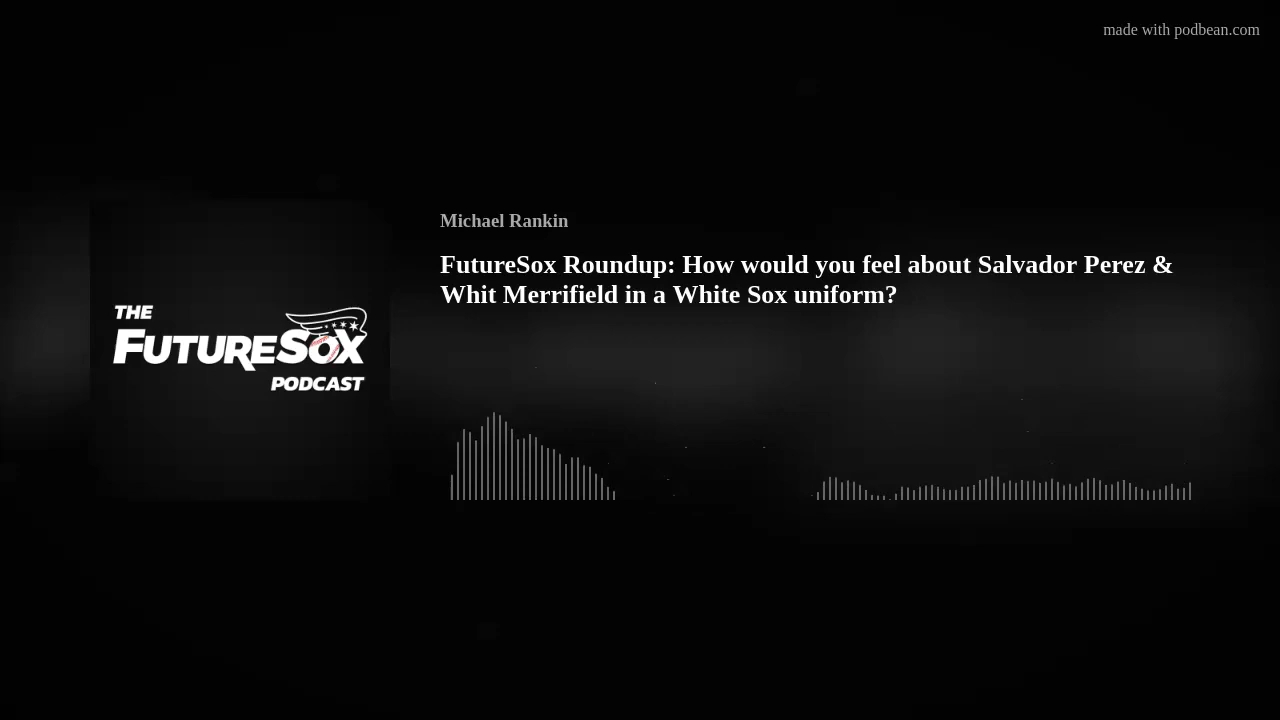 made with podbean.com
Michael Rankin
FutureSox Roundup: How would you feel about Salvador Perez &
Whit Merrifield in a White Sox uniform?
THE
FUTURESOX
PODCAST